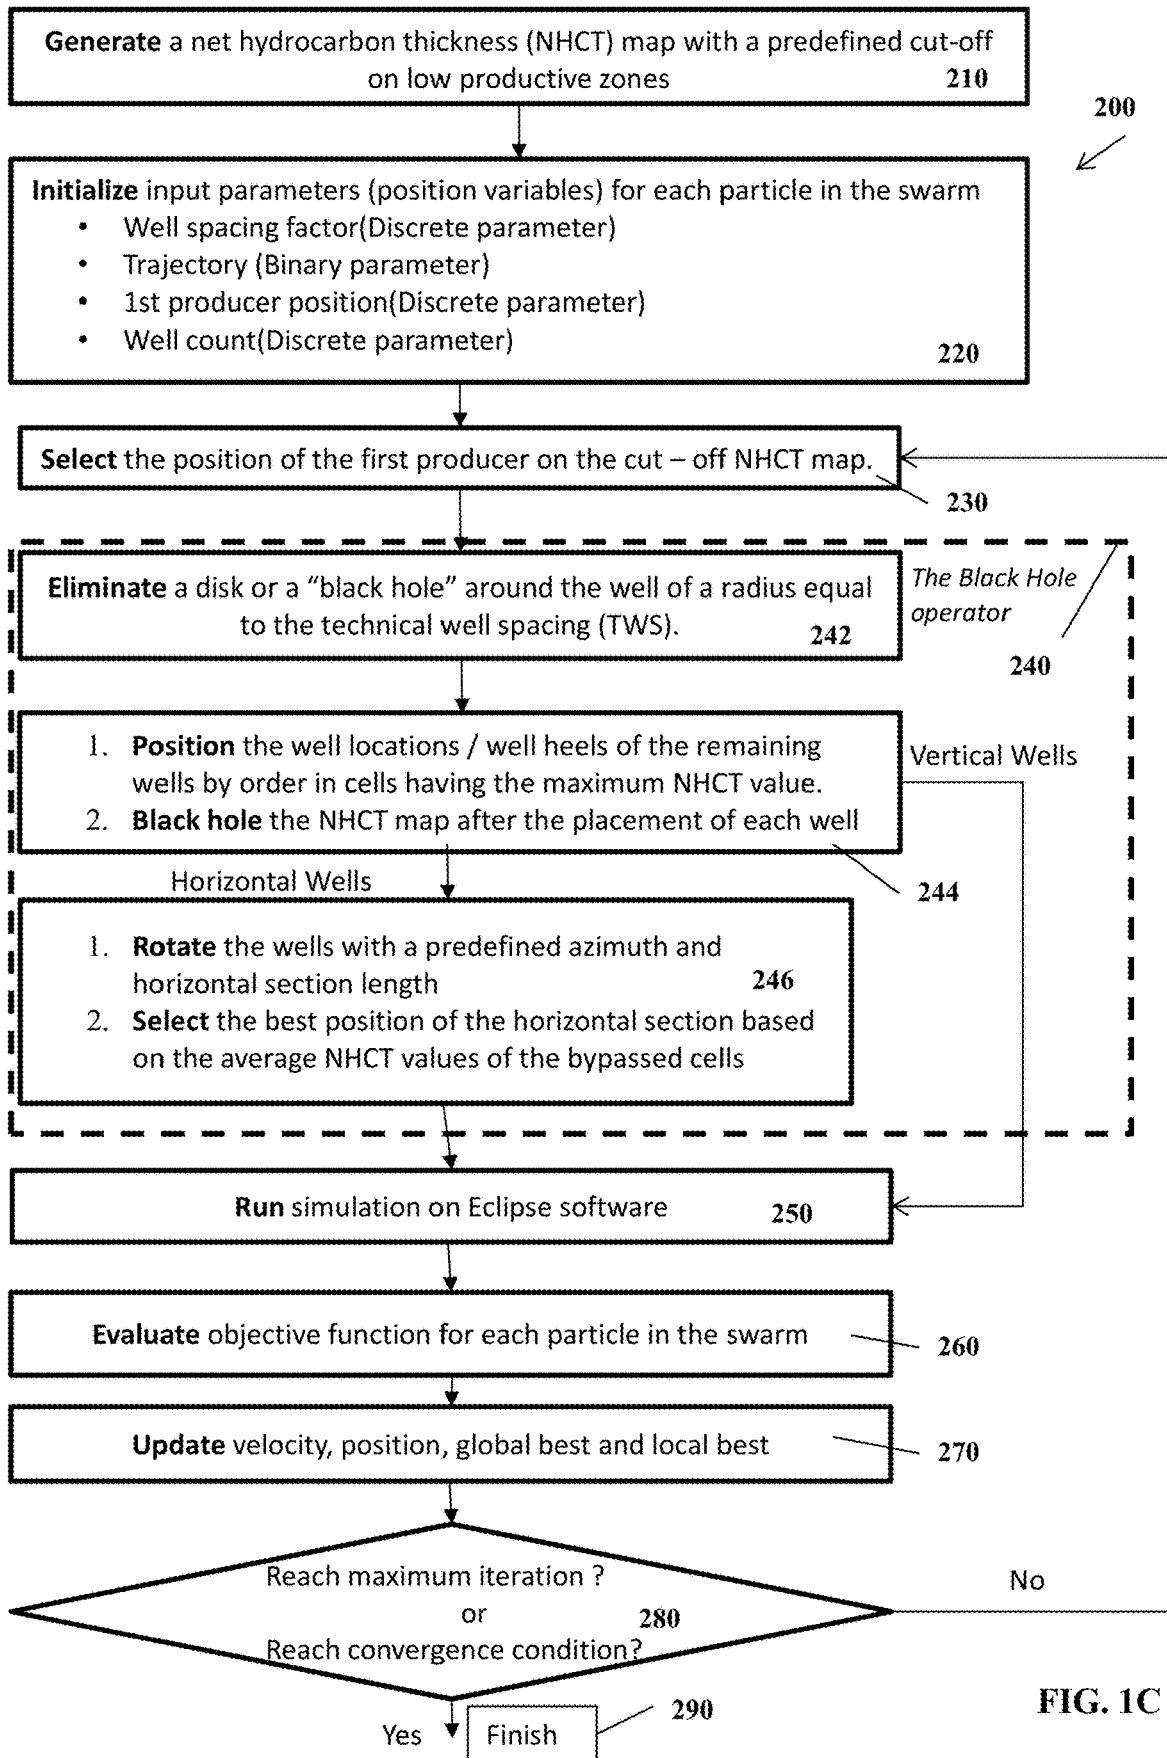 Generate a net hydrocarbon thickness (NHCT) map with a predefined cut-off
on low productive zones
210
200
Initialize input parameters (position variables) for each particle in the swarm
• Well spacing factor(Discrete parameter)
• Trajectory (Binary parameter)
• 1st producer position(Discrete parameter)
• Well count(Discrete parameter)
220
Select the position of the first producer on the cut – off NHCT map.
230
Eliminate a disk or a “black hole” around the well of a radius equal
to the technical well spacing (TWS).
242
The Black Hole
operator
240
1. Position the well locations / well heels of the remaining
wells by order in cells having the maximum NHCT value.
2. Black hole the NHCT map after the placement of each well
Vertical Wells
244
Horizontal Wells
1. Rotate the wells with a predefined azimuth and
horizontal section length
246
2. Select the best position of the horizontal section based
on the average NHCT values of the bypassed cells
Run simulation on Eclipse software
250
Evaluate objective function for each particle in the swarm
260
Update velocity, position, global best and local best
270
Reach maximum iteration ?
or
280
Reach convergence condition?
No
Yes
Finish
290
FIG. 1C